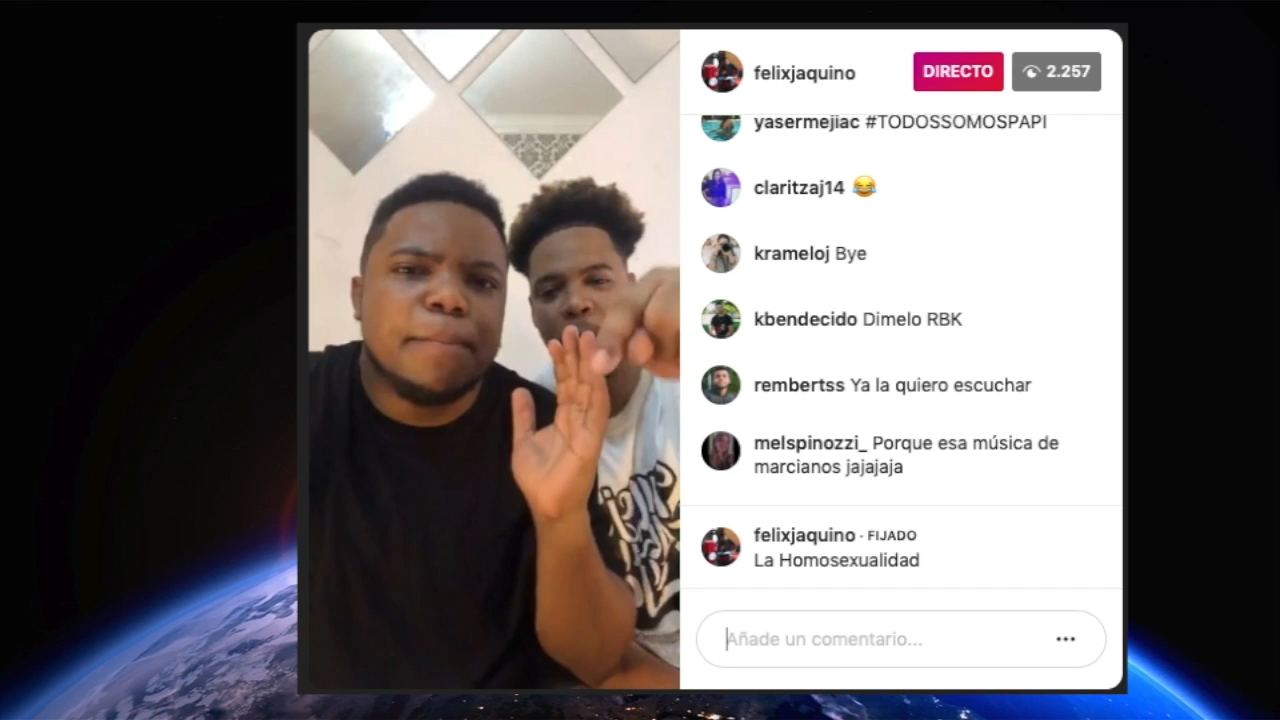 felixjaquino
DIRECTO
2.257
yasermejiac #TODOSSOMOSPAPI
claritzaj14 😂
krameloj Bye
kbendecido Dimelo RBK
rembertss Ya la quiero escuchar
melspinozzi_ Porque esa música de
marcianos jajajaja
felixjaquino · FIJADO
La Homosexualidad
Añade un comentario...